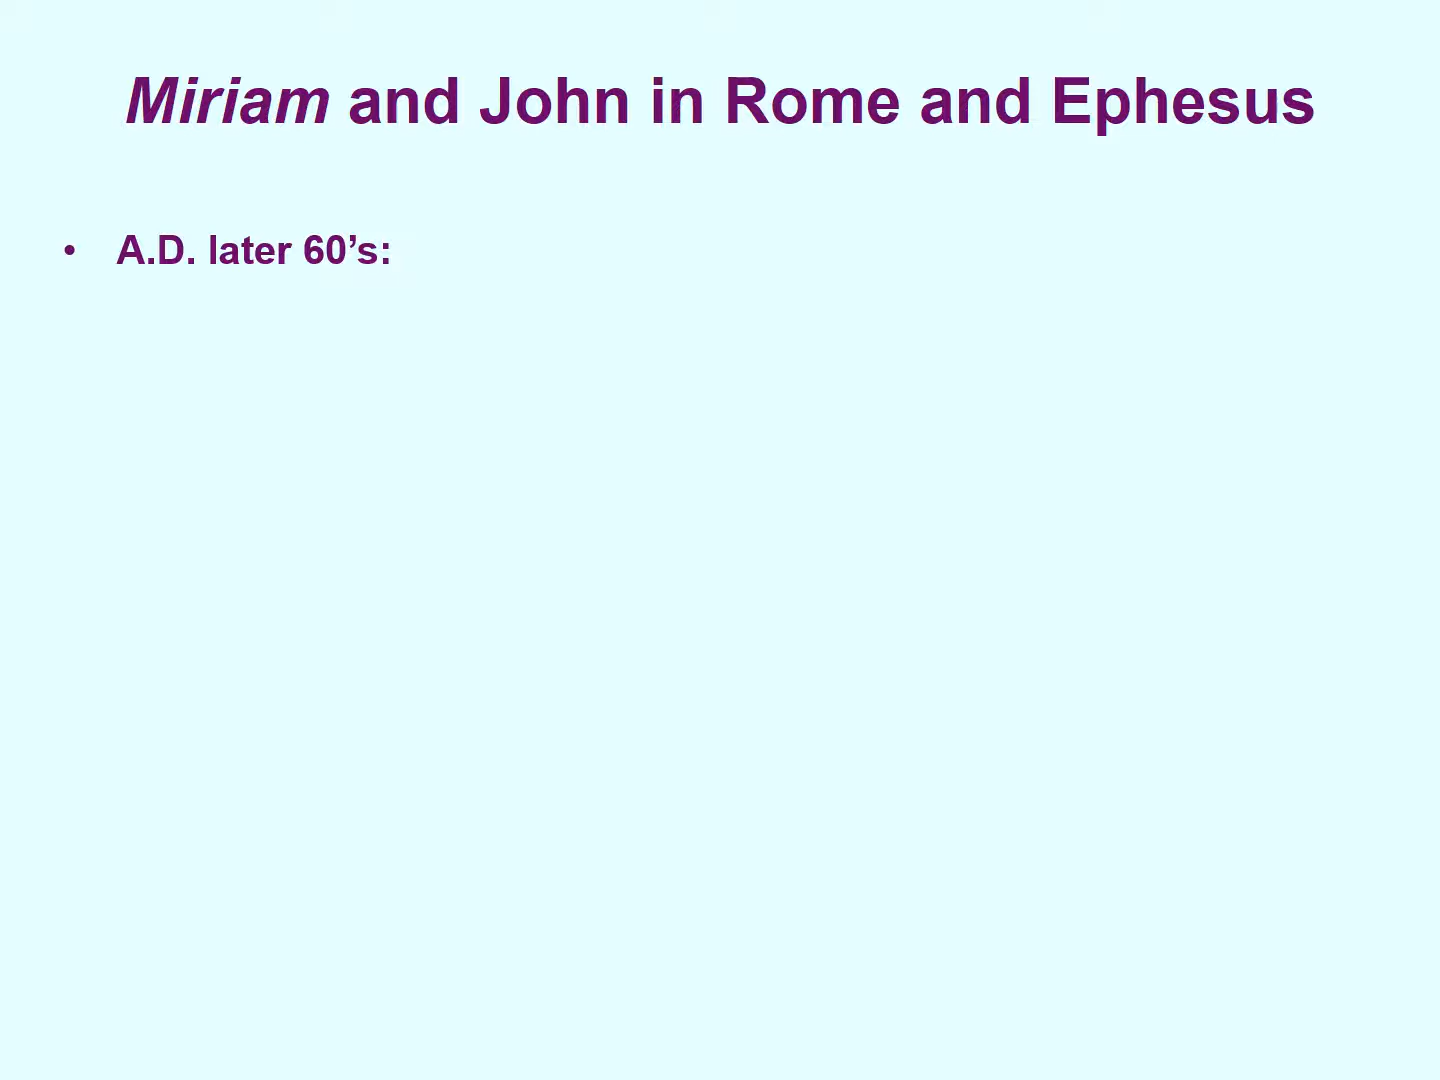 Miriam and John in Rome and Ephesus
• A.D. later 60’s: